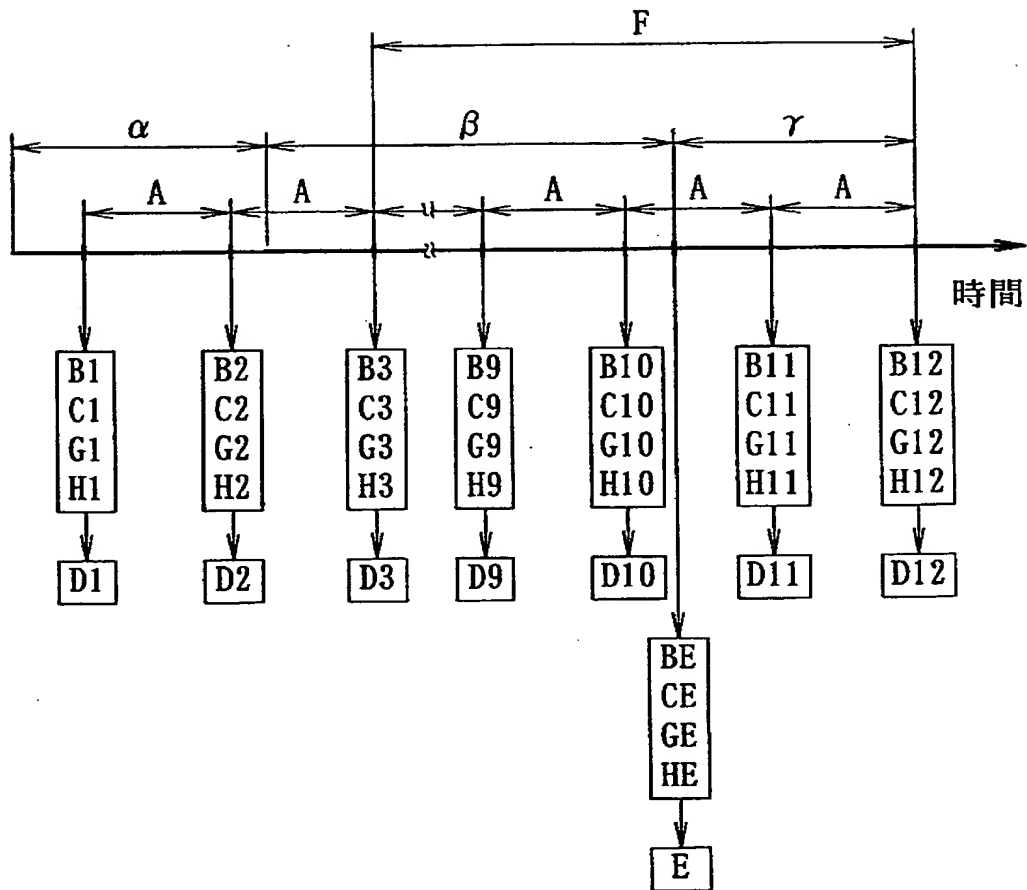 F
α β γ
A A A A A
時間
B1 B2 B3 B9 B10 B11 B12
C1 C2 C3 C9 C10 C11 C12
G1 G2 G3 G9 G10 G11 G12
H1 H2 H3 H9 H10 H11 H12
D1 D2 D3 D9 D10 D11 D12
BE
CE
GE
HE
E